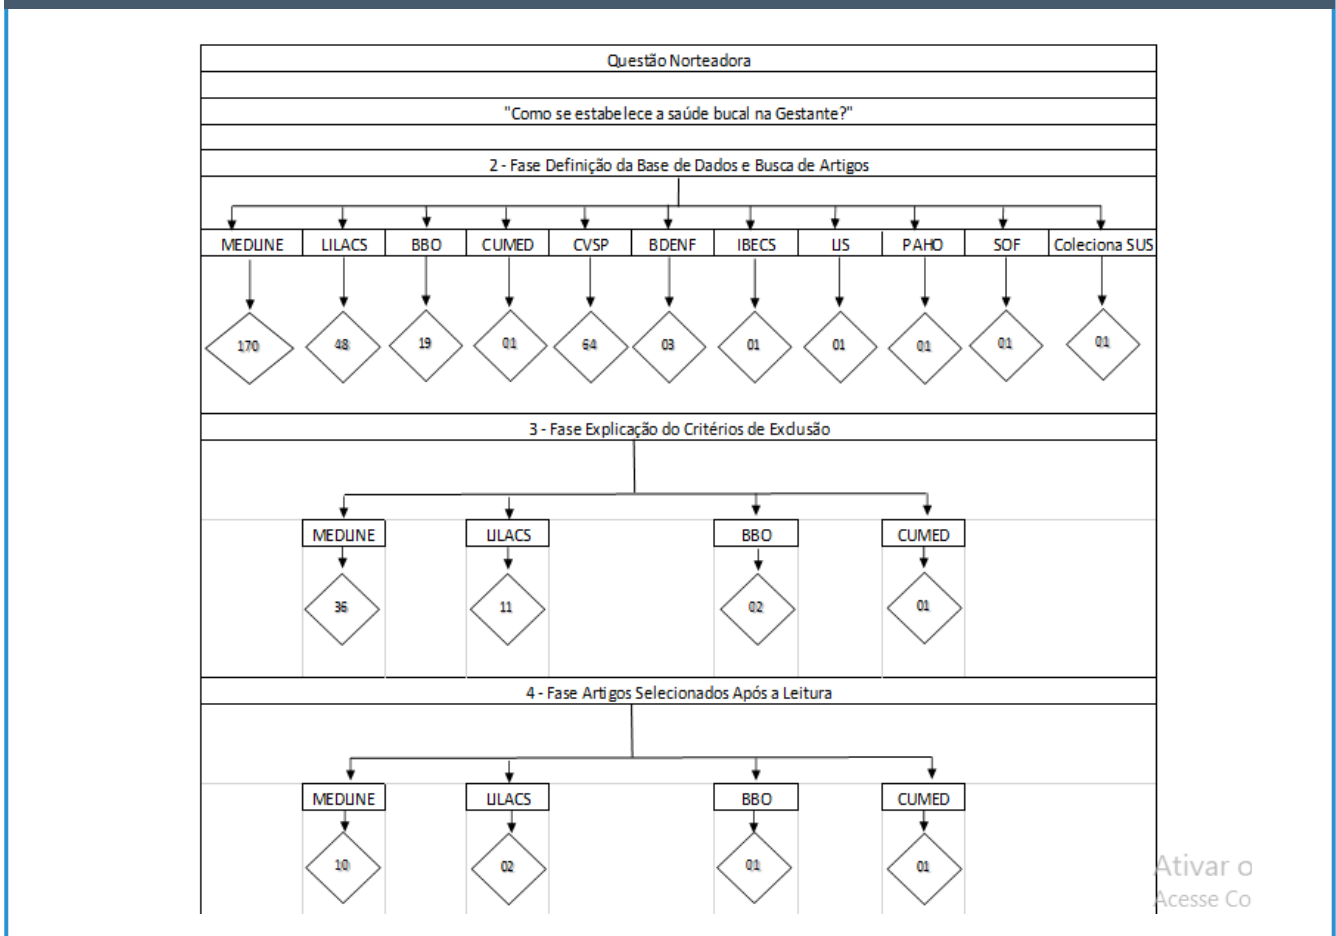 Questão Norteadora
"Como se estabelece a saúde bucal na Gestante?"
2 - Fase Definição da Base de Dados e Busca de Artigos
MEDLINE LILACS BBO CUMED CVSP BDENF IBECS LIS PAHO SOF Coleciona SUS
170 48 19 01 64 03 01 01 01 01 01
3 - Fase Explicação do Critérios de Exclusão
MEDLINE LILACS BBO CUMED
36 11 02 01
4 - Fase Artigos Selecionados Após a Leitura
MEDLINE LILACS BBO CUMED
10 02 01 01
Ativar o
Acesse Co